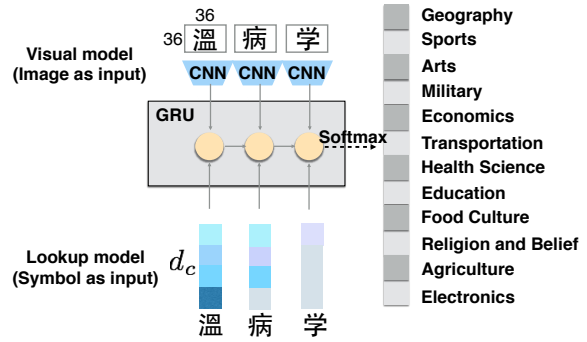 36
Visual model
(Image as input)
36
溫 病 学
CNN CNN CNN
GRU
Softmax
Lookup model
(Symbol as input)
d_c
溫 病 学
Geography
Sports
Arts
Military
Economics
Transportation
Health Science
Education
Food Culture
Religion and Belief
Agriculture
Electronics